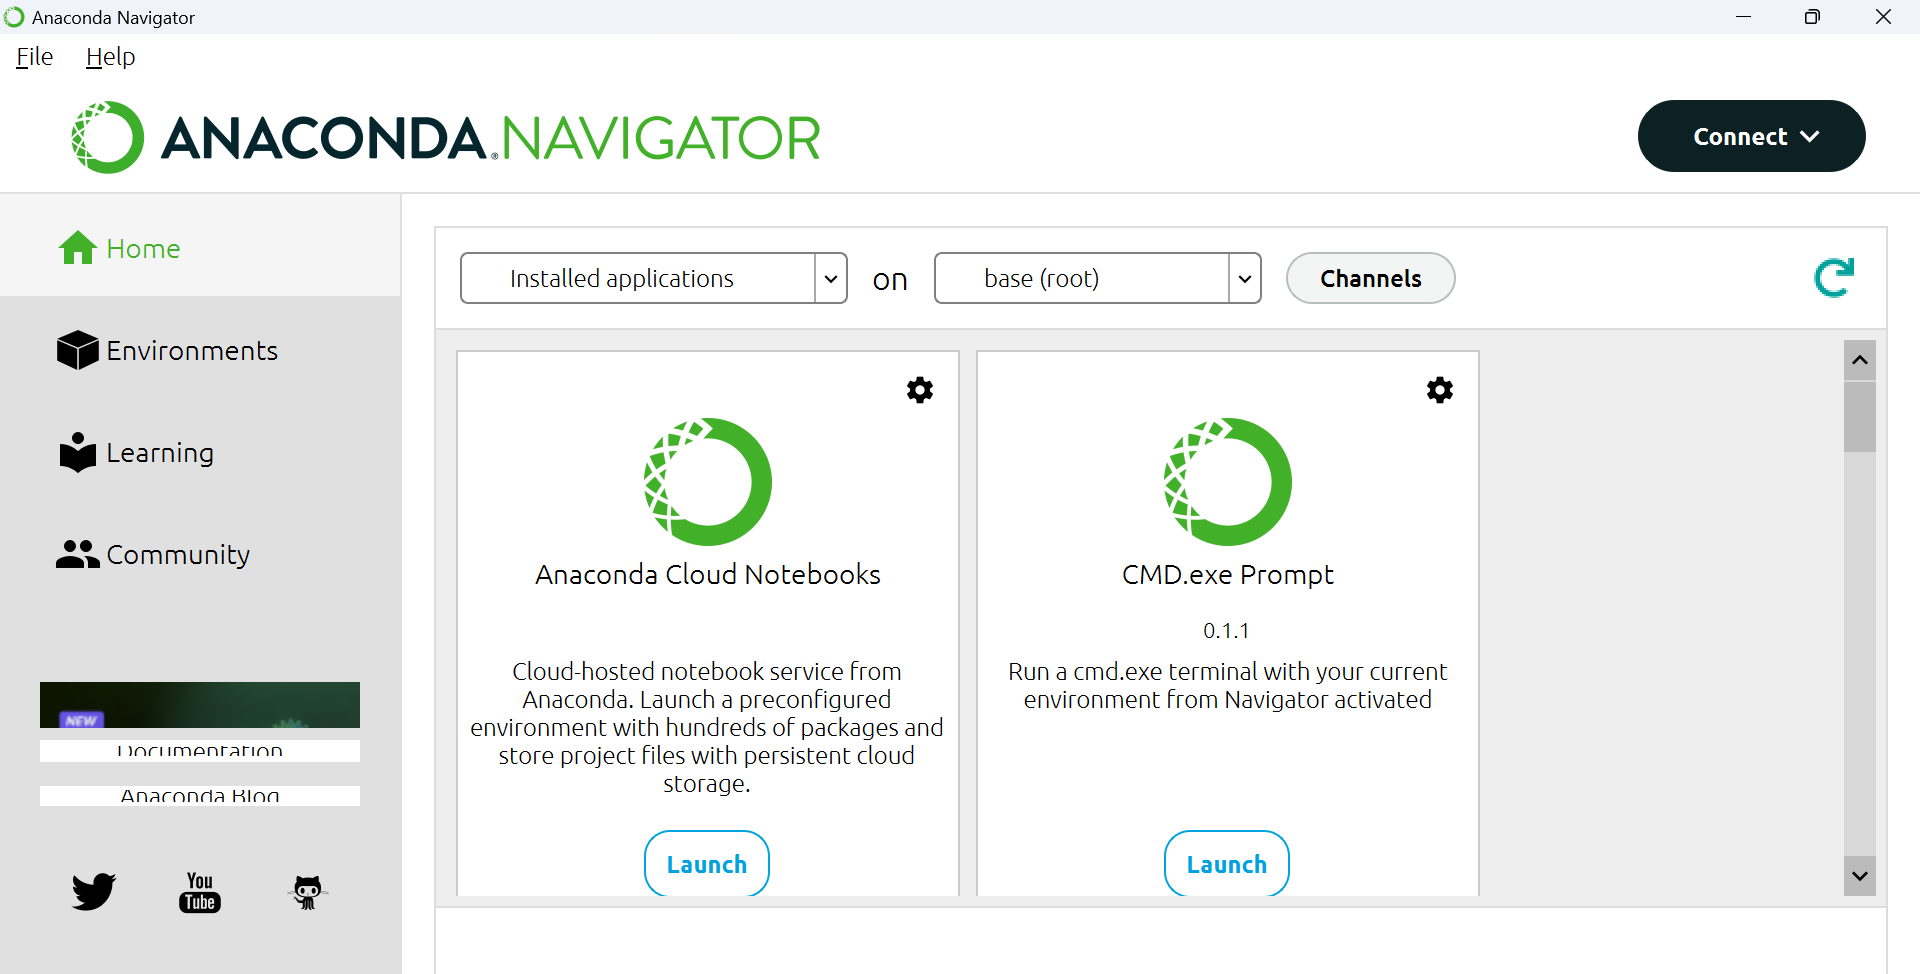 Anaconda Navigator
File Help
ANACONDA.NAVIGATOR
Connect
Home
Installed applications on base (root) Channels
Environments
Learning
Community
Anaconda Cloud Notebooks
Cloud-hosted notebook service from
Anaconda. Launch a preconfigured
environment with hundreds of packages and
store project files with persistent cloud
storage.
Launch
CMD.exe Prompt
0.1.1
Run a cmd.exe terminal with your current
environment from Navigator activated
Launch
NEW
Documentation
Anaconda Blog
You
Tube